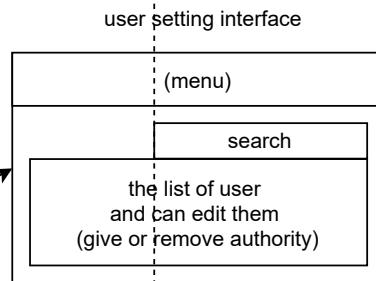 user setting interface
(menu)
search
the list of user
and can edit them
(give or remove authority)